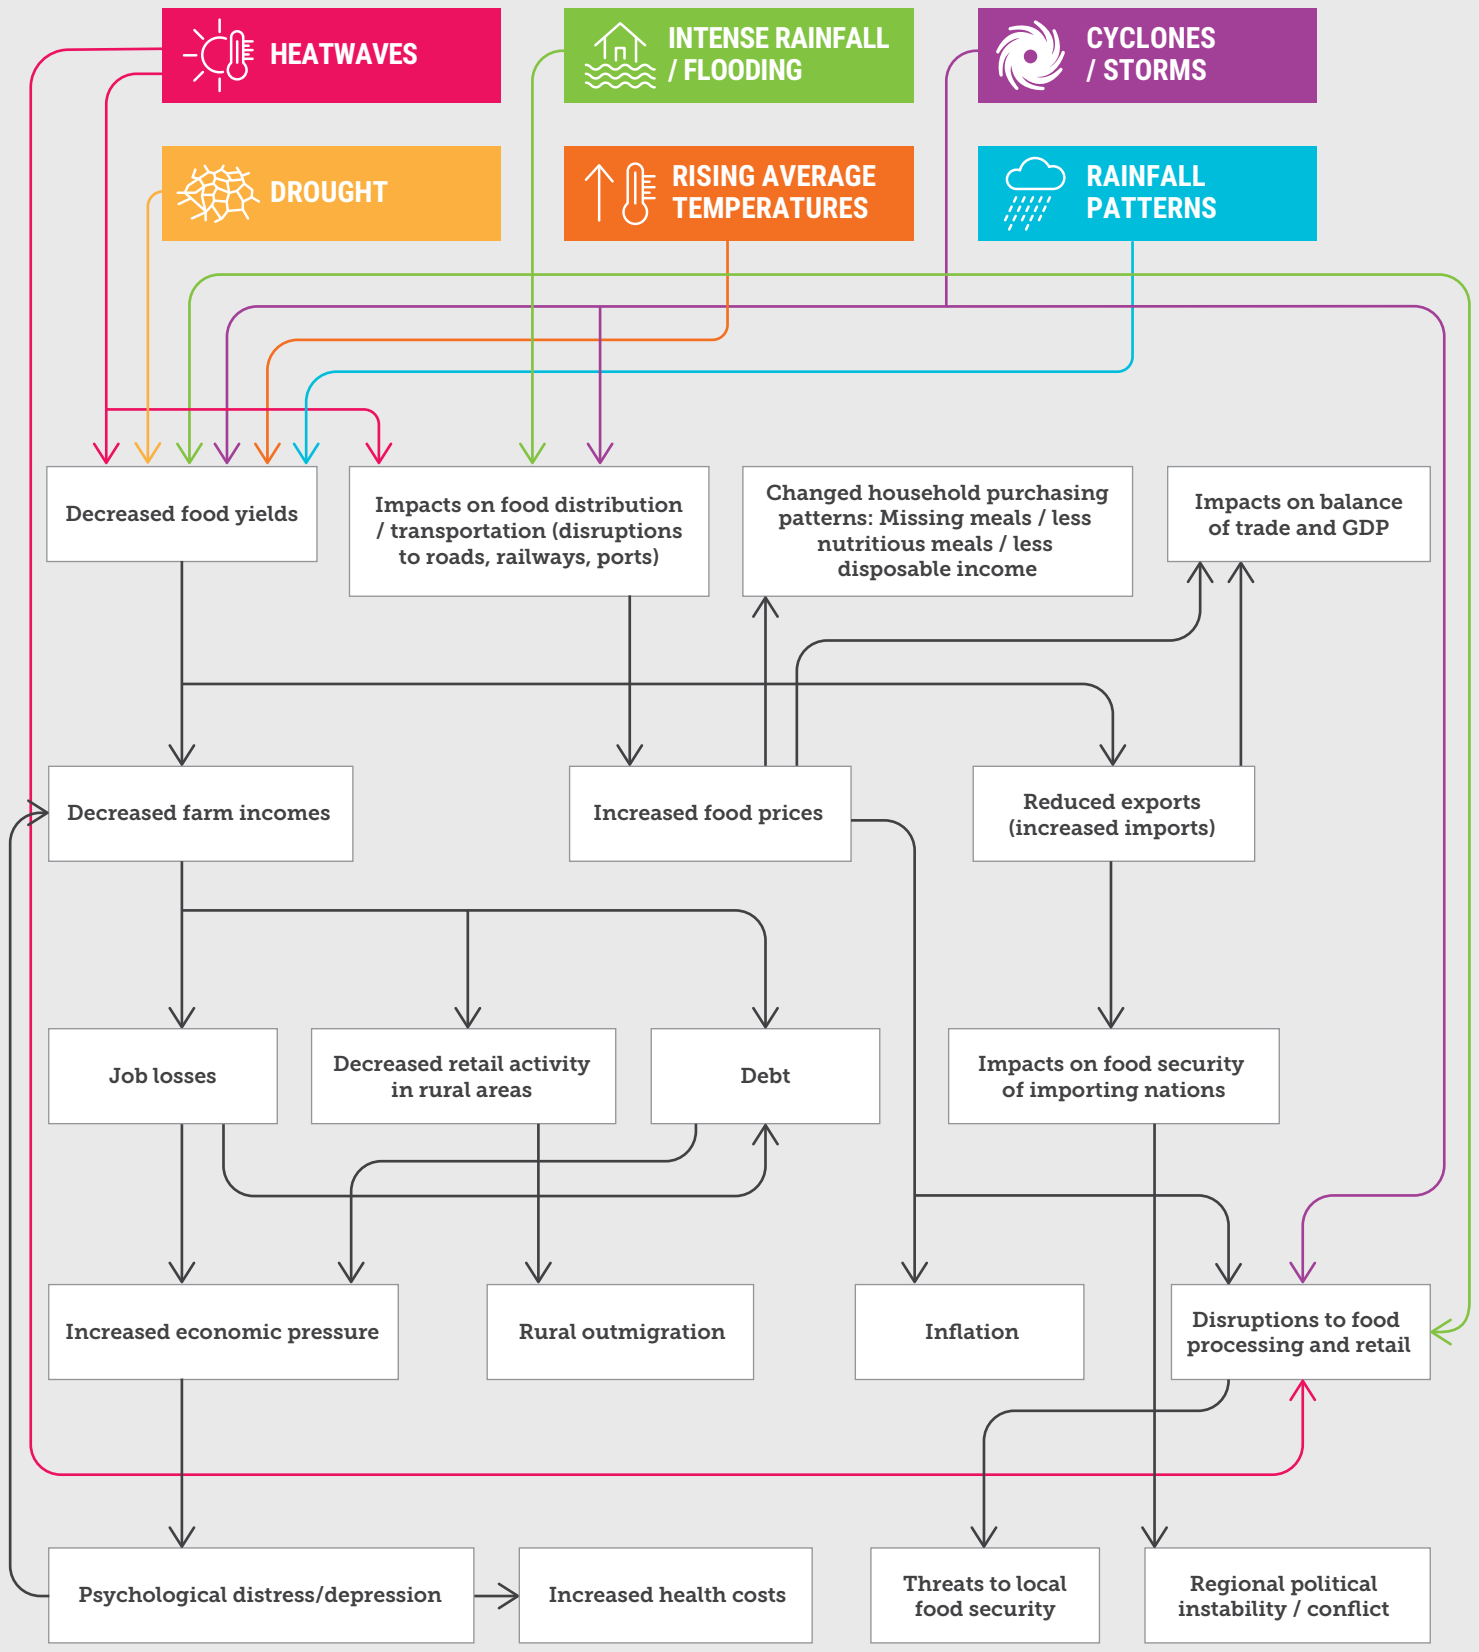 HEATWAVES
INTENSE RAINFALL
/ FLOODING
CYCLONES
/ STORMS
DROUGHT
RISING AVERAGE
TEMPERATURES
RAINFALL
PATTERNS
Decreased food yields
Impacts on food distribution
/ transportation (disruptions
to roads, railways, ports)
Changed household purchasing
patterns: Missing meals / less
nutritious meals / less
disposable income
Impacts on balance
of trade and GDP
Decreased farm incomes
Increased food prices
Reduced exports
(increased imports)
Job losses
Decreased retail activity
in rural areas
Debt
Impacts on food security
of importing nations
Increased economic pressure
Rural outmigration
Inflation
Disruptions to food
processing and retail
Psychological distress/depression
Increased health costs
Threats to local
food security
Regional political
instability / conflict